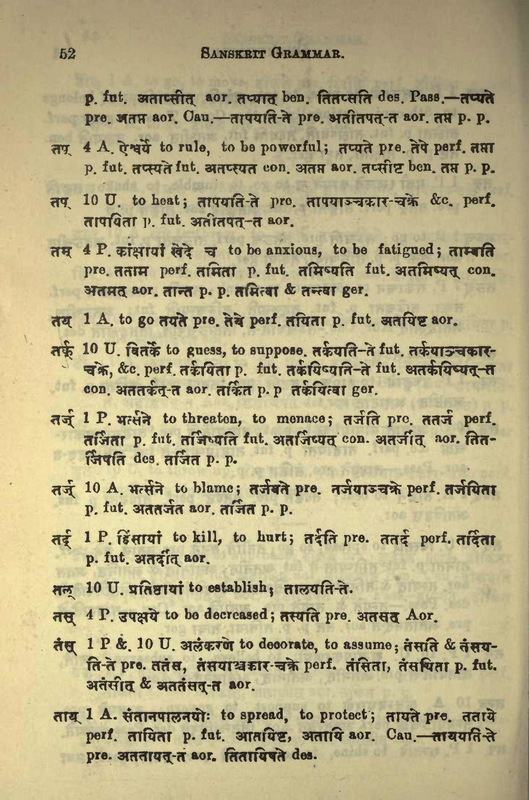 52 SANSKRIT GRAMMAR.
p. fut. अताप्सीत् aor. तप्यात् ben. तितप्सति des. Pass.—तप्यते
pre. अतप्त aor. Cau.—तापयति-ते pre. अतीतपत्-त aor. तप्त p. p.
तप् 4 A. ऐश्वर्ये to rule, to be powerful; तप्यते pre. तेपे perf. तप्ता
p. fut. तप्स्यते fut. अतप्स्यत con. अतप्त aor. तप्सीष्ट ben. तप्त p. p.
तप् 10 U. to heat; तापयति-ते pre. तापयाञ्चकार-चक्रे &c. perf.
तापयिता p. fut. अतीतपत्-त aor.
तम् 4 P. कांक्षायां खेदे च to be anxious, to be fatigued; ताम्यति
pre. तताम perf. तमिता p. fut. तमिष्यति fut. अतमिष्यत् con.
अतमत् aor. तान्त p. p. तमित्वा & तन्त्वा ger.
तय् 1 A. to go तयते pre. तेये perf. तयिता p. fut. अतयिष्ट aor.
तर्क् 10 U. वितर्के to guess, to suppose. तर्कयति-ते fut. तर्कयाञ्चकार-
चक्रे, &c. perf. तर्कयिता p. fut. तर्कयिष्यति-ते fut. अतर्कयिष्यत्-त
con. अततर्कत्-त aor. तर्कित p. p तर्कयित्वा ger.
तर्ज् 1 P. भर्त्सने to threaten, to menace; तर्जति pre. ततर्ज perf.
तर्जिता p. fut. तर्जिष्यति fut. अतर्जिष्यत् con. अतर्जीत् aor. तित-
र्जिषति des. तर्जित p. p.
तर्ज् 10 A. भर्त्सने to blame; तर्जयते pre. तर्जयाञ्चक्रे perf. तर्जयिता
p. fut. अततर्जत aor. तर्जित p. p.
तर्द् 1 P. हिंसायां to kill, to hurt; तर्दति pre. ततर्द perf. तर्दिता
p. fut. अतर्दीत् aor.
तल् 10 U. प्रतिष्ठायां to establish; तालयति-ते.
तस् 4 P. उपक्षये to be decreased; तस्यति pre. अतसत् Aor.
तंस् 1 P & 10 U. अलंकरणे to decorate, to assume; तंसति & तंसय-
ति-ते pre. ततंस, तंसयाञ्चकार-चक्रे perf. तंसिता, तंसयिता p. fut.
अतंसीत् & अततंसत्-त aor.
ताय् 1 A. संतानपालनयोः to spread, to protect; तायते pre. तताये
perf. तायिता p. fut. अतायिष्ट, अतायि aor. Cau.—ताययति-ते
pre. अततायत्-त aor. तितायिषते des.